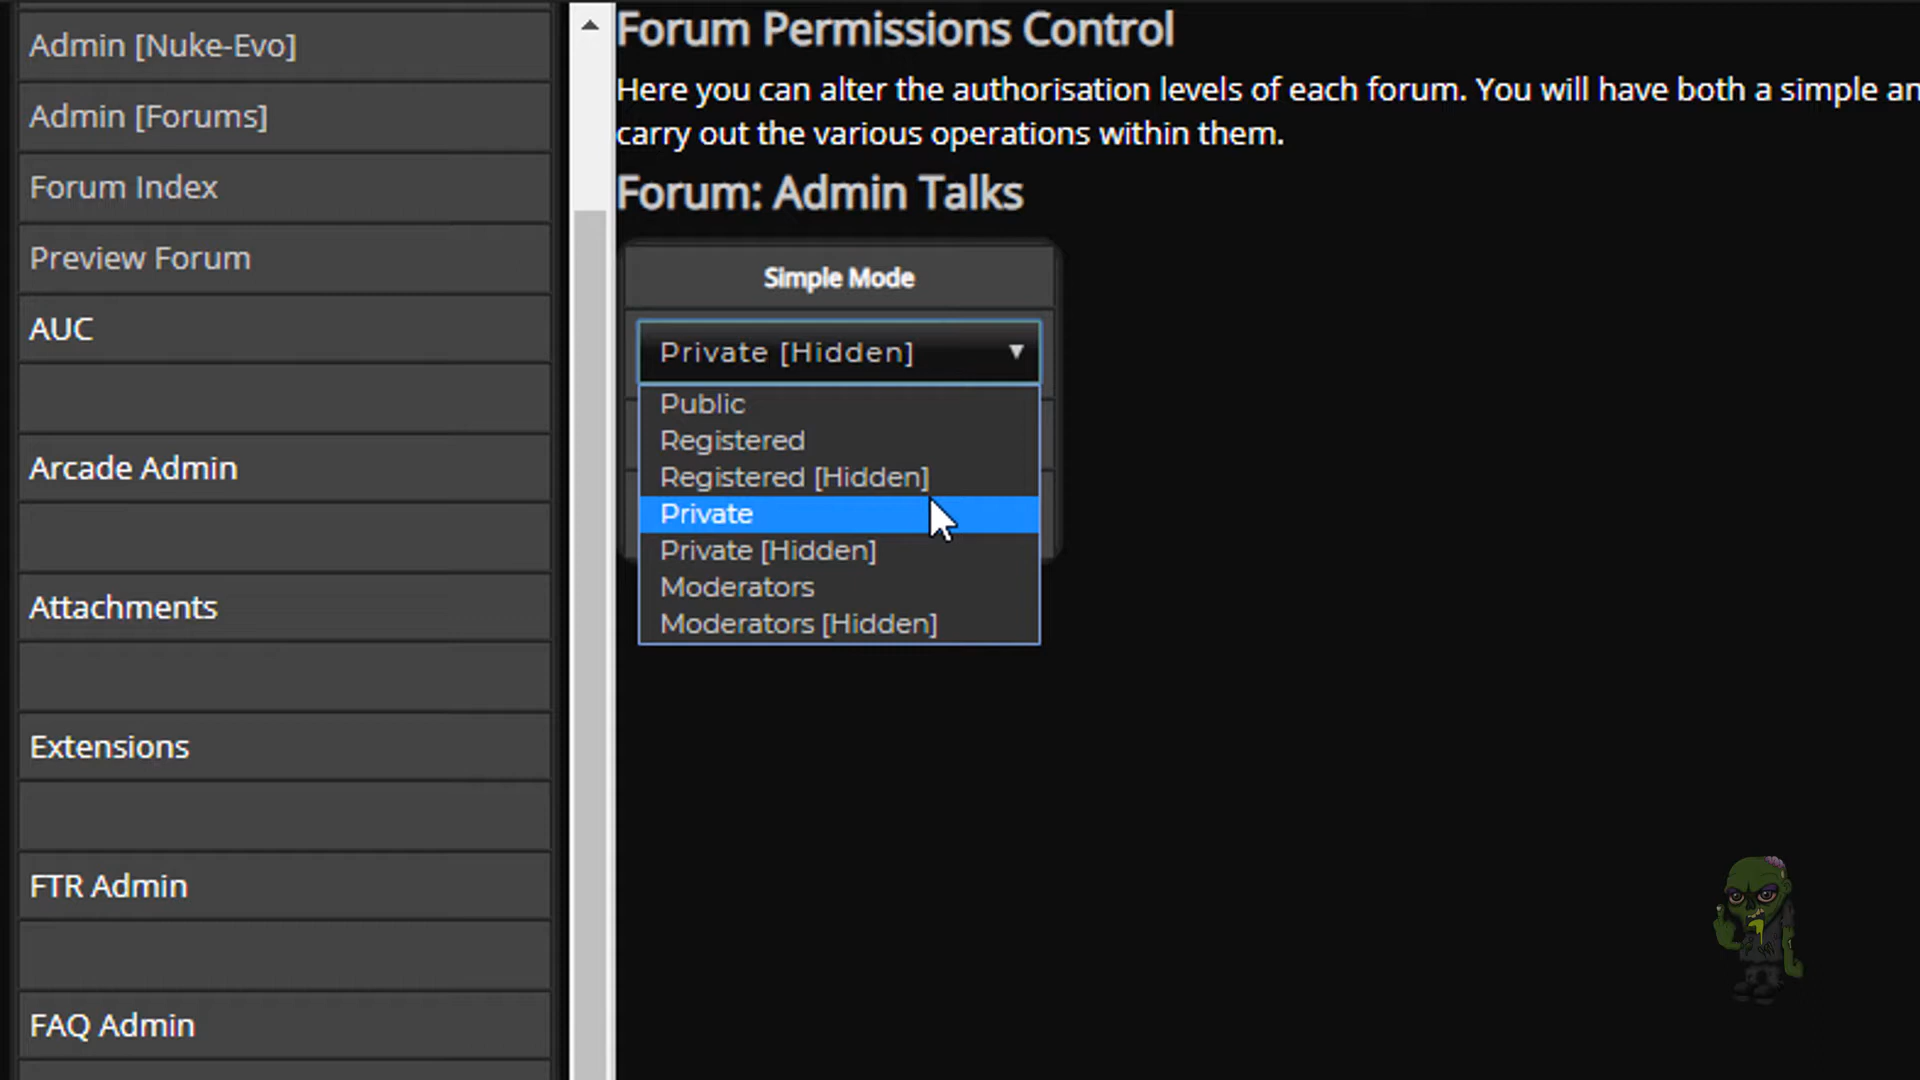 Admin [Nuke-Evo]
Admin [Forums]
Forum Index
Preview Forum
AUC
Arcade Admin
Attachments
Extensions
FTR Admin
FAQ Admin
Forum Permissions Control
Here you can alter the authorisation levels of each forum. You will have both a simple an
carry out the various operations within them.
Forum: Admin Talks
Simple Mode
Private [Hidden]
Public
Registered
Registered [Hidden]
Private
Private [Hidden]
Moderators
Moderators [Hidden]